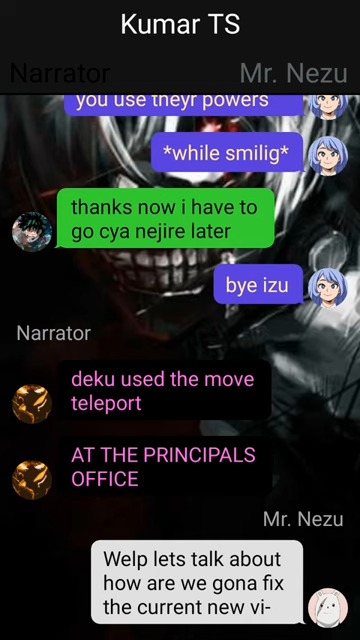 Kumar TS
Narrator
Mr. Nezu
you use theyr powers
*while smilig*
thanks now i have to
go cya nejire later
bye izu
Narrator
deku used the move
teleport
AT THE PRINCIPALS
OFFICE
Mr. Nezu
Welp lets talk about
how are we gona fix
the current new vi-